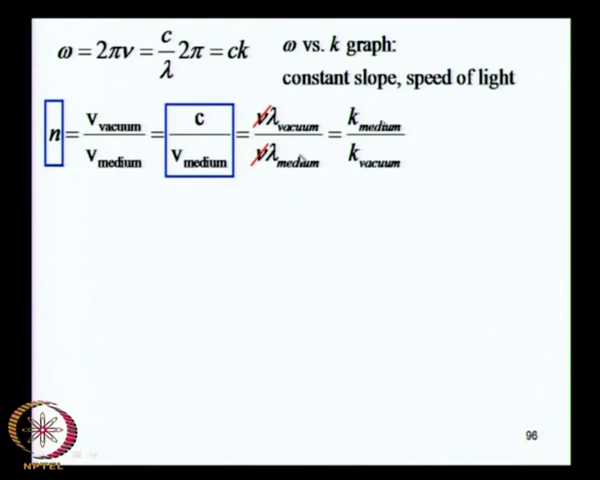 ω = 2πν = c/λ 2π = ck
ω vs. k graph:
constant slope, speed of light
n = v_vacuum/v_medium = c/v_medium = νλ_vacuum/νλ_medium = k_medium/k_vacuum
96
NPTEL